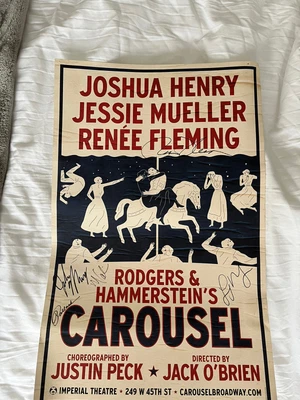 JOSHUA HENRY
JESSIE MUELLER
RENÉE FLEMING
RODGERS &
HAMMERSTEIN'S
CAROUSEL
CHOREOGRAPHED BY
JUSTIN PECK ★ DIRECTED BY
JACK O'BRIEN
IMPERIAL THEATRE • 249 W 45TH ST • CAROUSELBROADWAY.COM